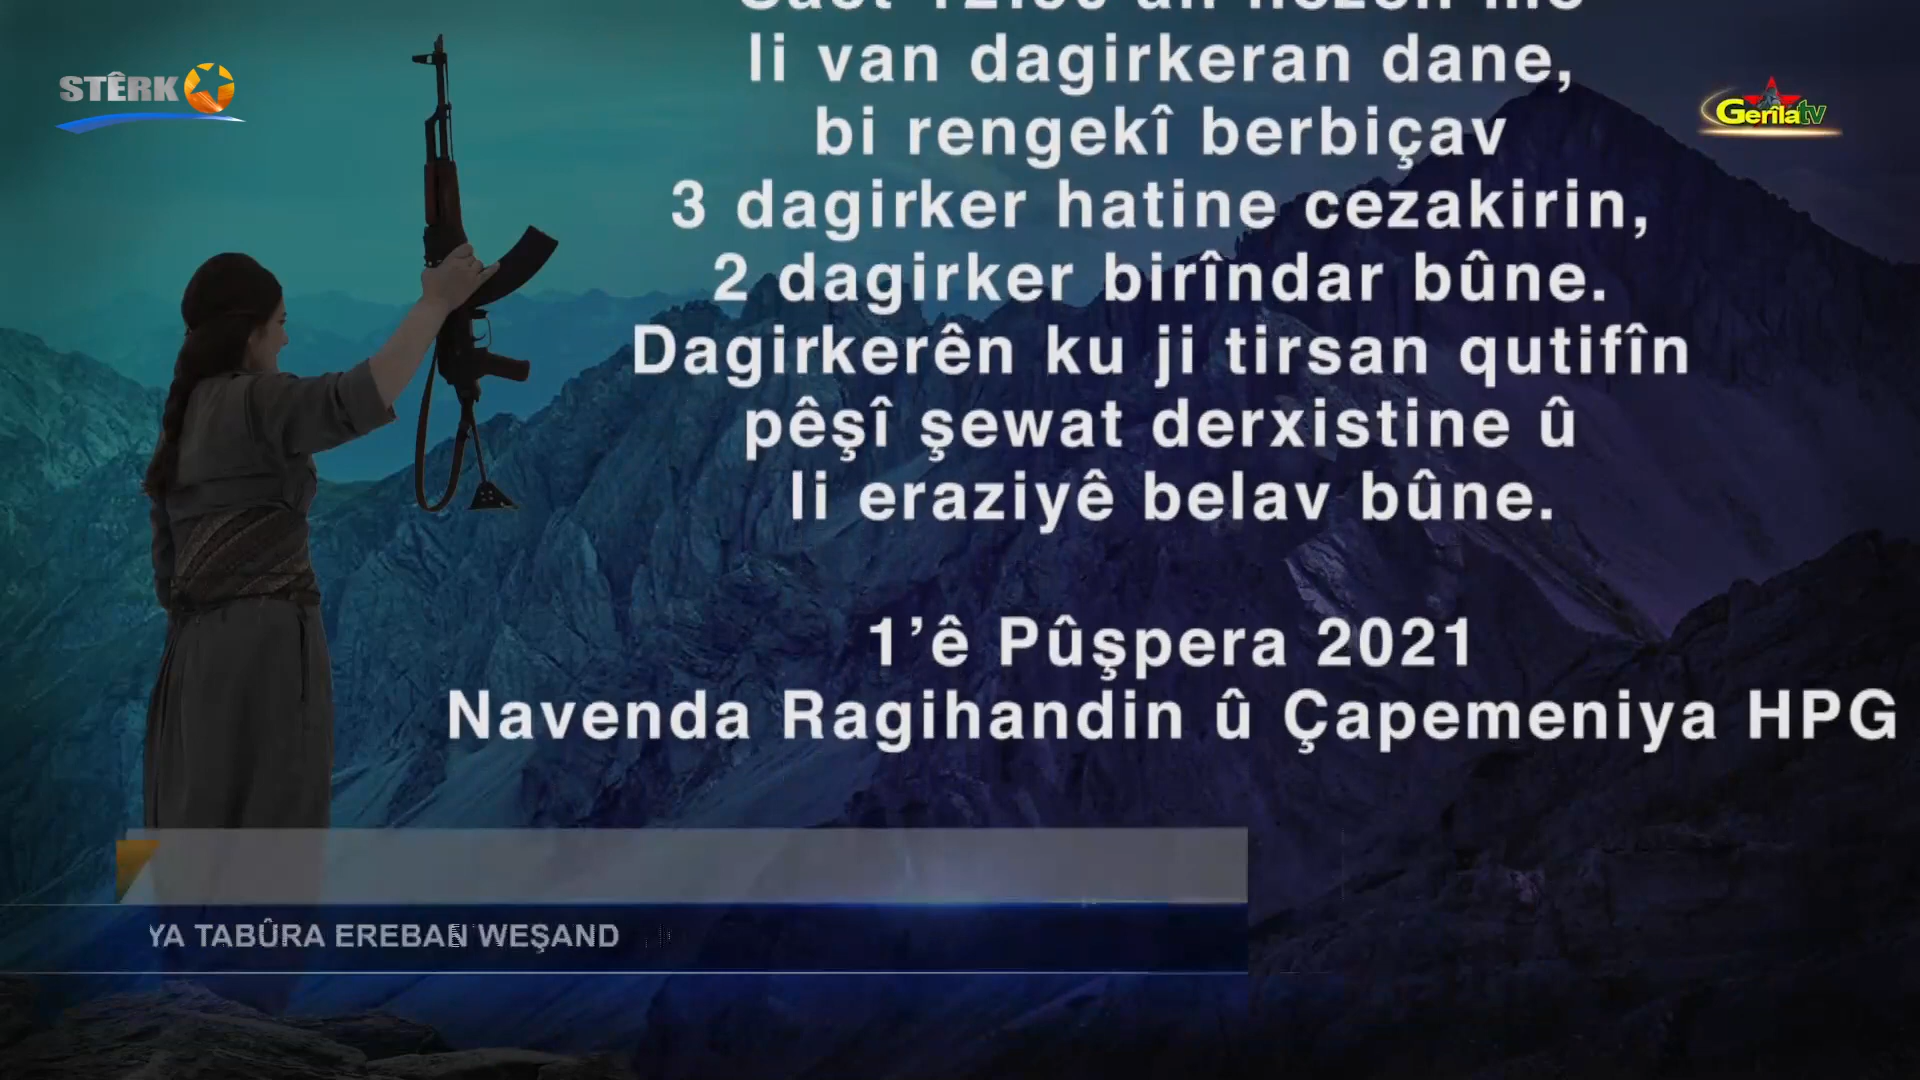 STÊRK
Gerîla tv
li van dagirkeran dane,
bi rengekî berbiçav
3 dagirker hatine cezakirin,
2 dagirker birîndar bûne.
Dagirkerên ku ji tirsan qutifîn
pêşî şewat derxistine û
li eraziyê belav bûne.
1’ê Pûşpera 2021
Navenda Ragihandin û Çapemeniya HPG
YA TABÛRA EREBAN WEŞAND